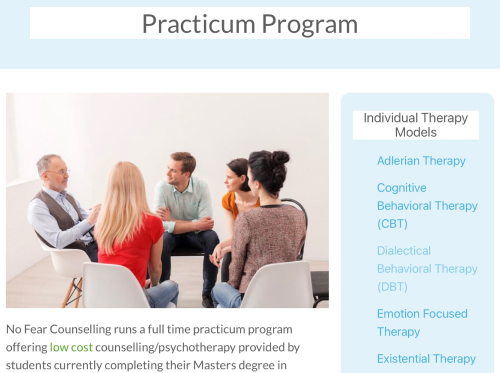 Practicum Program
Individual Therapy
Models
Adlerian Therapy
Cognitive
Behavioral Therapy
(CBT)
Dialectical
Behavioral Therapy
(DBT)
Emotion Focused
Therapy
Existential Therapy
No Fear Counselling runs a full time practicum program
offering low cost counselling/psychotherapy provided by
students currently completing their Masters degree in